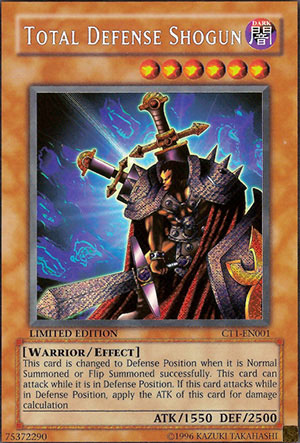 TOTAL DEFENSE SHOGUN
DARK
闇
LIMITED EDITION CT1-EN001
[WARRIOR/EFFECT]
This card is changed to Defense Position when it is Normal
Summoned or Flip Summoned successfully. This card can
attack while it is in Defense Position. If this card attacks while
in Defense Position, apply the ATK of this card for damage
calculation
ATK/1550 DEF/2500
75372290 ©1996 KAZUKI TAKAHASHI